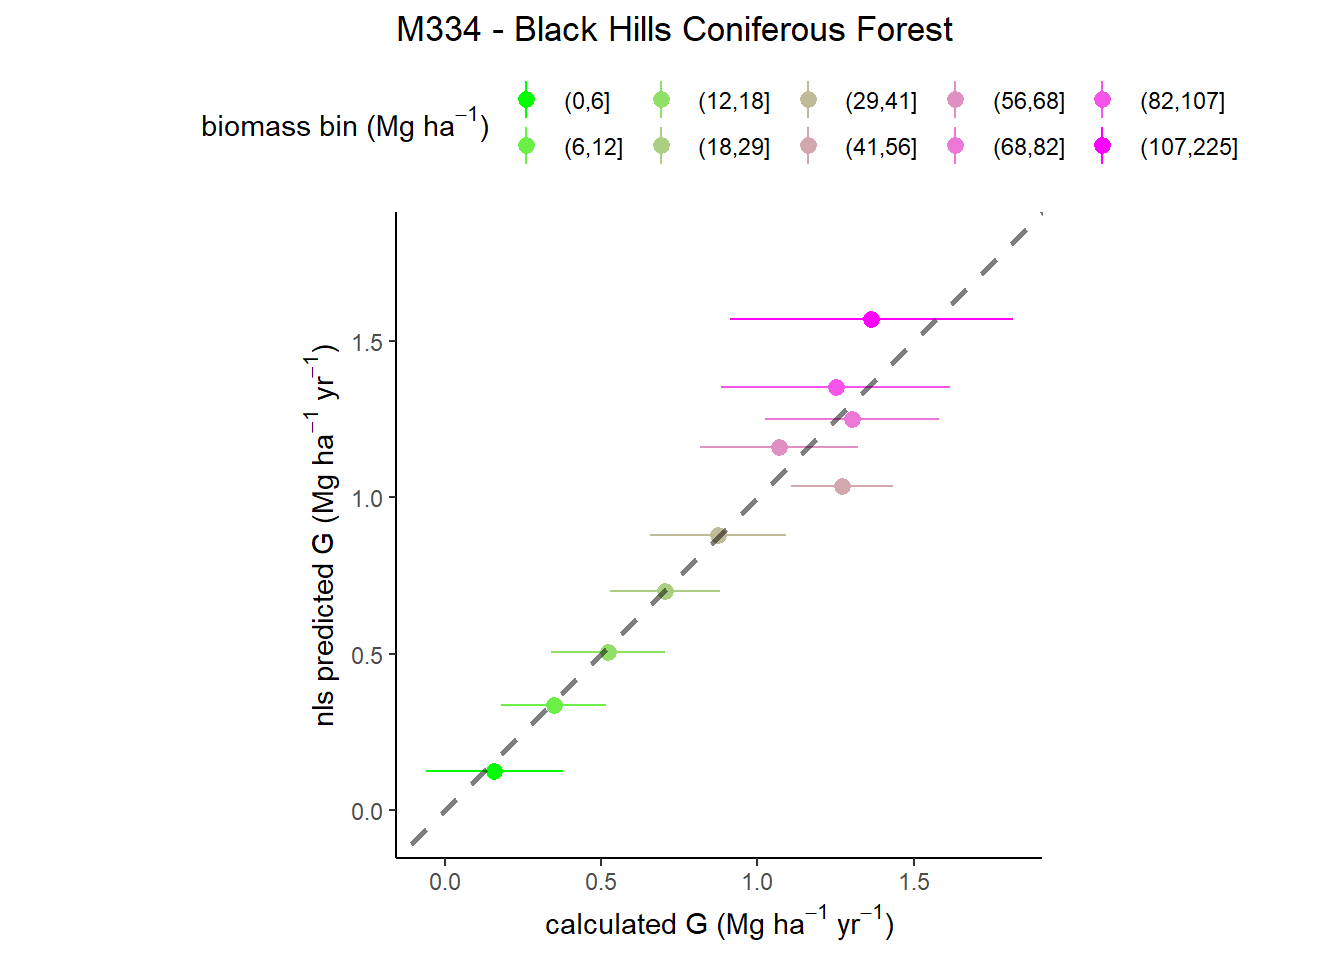 M334 - Black Hills Coniferous Forest
biomass bin (Mg ha⁻¹)
(0,6] (12,18] (29,41] (56,68] (82,107]
(6,12] (18,29] (41,56] (68,82] (107,225]
nls predicted G (Mg ha⁻¹ yr⁻¹)
1.5
1.0
0.5
0.0
0.0 0.5 1.0 1.5
calculated G (Mg ha⁻¹ yr⁻¹)